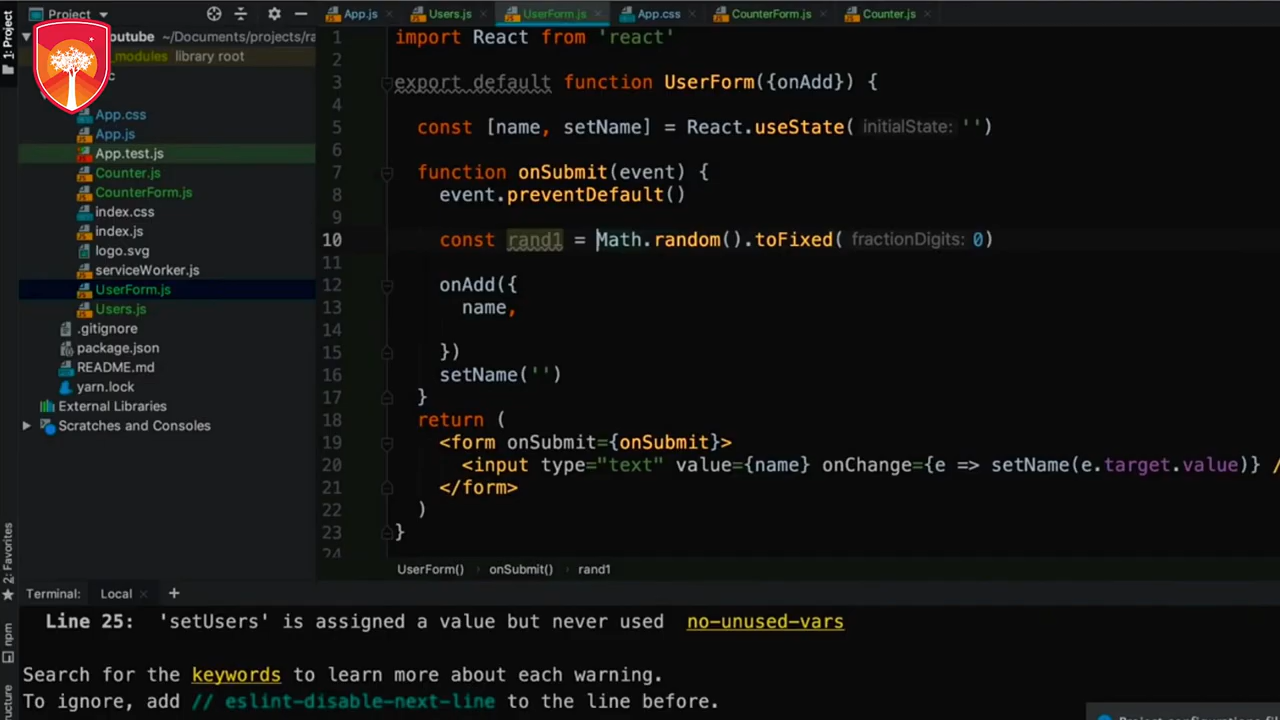 1: Project
Project
App.js
Users.js
UserForm.js
App.css
CounterForm.js
Counter.js
outube ~/Documents/projects/ra
_modules library root
c
App.css
App.js
App.test.js
Counter.js
CounterForm.js
index.css
index.js
logo.svg
serviceWorker.js
UserForm.js
Users.js
.gitignore
package.json
README.md
yarn.lock
External Libraries
Scratches and Consoles
1 import React from 'react'
2
3 export default function UserForm({onAdd}) {
4
5 const [name, setName] = React.useState( initialState: '')
6
7 function onSubmit(event) {
8 event.preventDefault()
9
10 const rand1 = Math.random().toFixed( fractionDigits: 0)
11
12 onAdd({
13 name,
14
15 })
16 setName('')
17 }
18 return (
19 <form onSubmit={onSubmit}>
20 <input type="text" value={name} onChange={e => setName(e.target.value)} /
21 </form>
22 )
23 }
24
UserForm() onSubmit() rand1
2: Favorites
npm
Terminal: Local +
Line 25: 'setUsers' is assigned a value but never used no-unused-vars
Search for the keywords to learn more about each warning.
To ignore, add // eslint-disable-next-line to the line before.